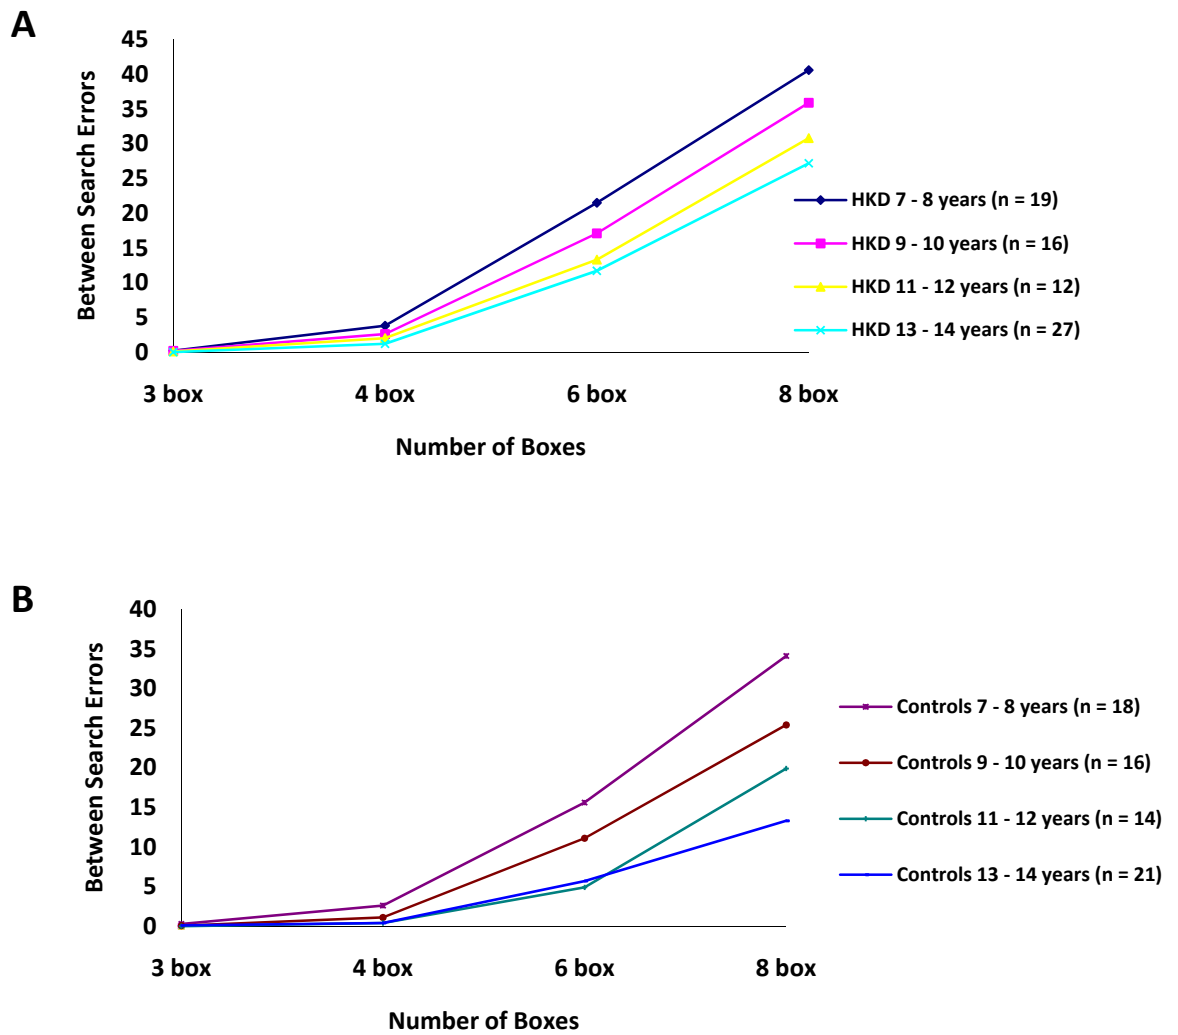 A
45
40
35
30
25
20
15
10
5
0
Between Search Errors
3 box 4 box 6 box 8 box
Number of Boxes
HKD 7 - 8 years (n = 19)
HKD 9 - 10 years (n = 16)
HKD 11 - 12 years (n = 12)
HKD 13 - 14 years (n = 27)
B
40
35
30
25
20
15
10
5
0
Between Search Errors
3 box 4 box 6 box 8 box
Number of Boxes
Controls 7 - 8 years (n = 18)
Controls 9 - 10 years (n = 16)
Controls 11 - 12 years (n = 14)
Controls 13 - 14 years (n = 21)